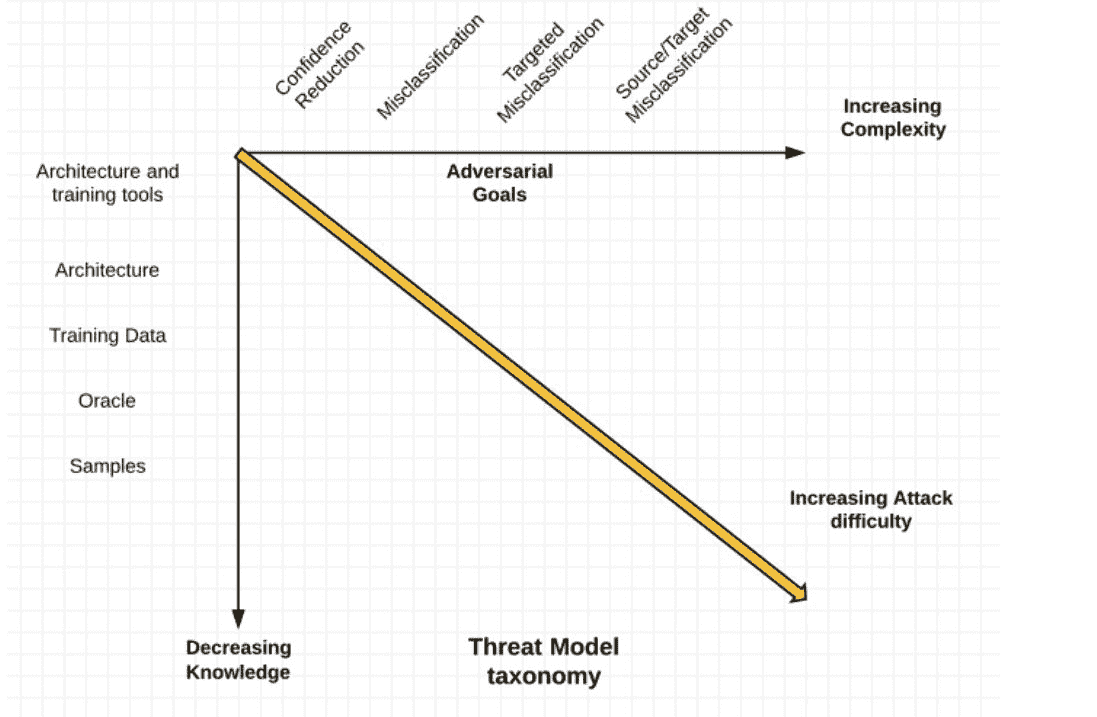 Confidence
Reduction
Misclassification
Targeted
Misclassification
Source/Target
Misclassification
Increasing
Complexity
Adversarial
Goals
Architecture and
training tools
Architecture
Training Data
Oracle
Samples
Increasing Attack
difficulty
Decreasing
Knowledge
Threat Model
taxonomy